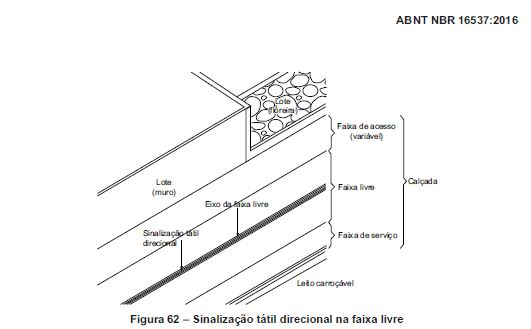 ABNT NBR 16537:2016
Lote
(floreira)
Faixa de acesso
(variável)
Lote
(muro)
Faixa livre
Calçada
Eixo da faixa livre
Sinalização tátil
direcional
Faixa de serviço
Leito carroçável
Figura 62 – Sinalização tátil direcional na faixa livre